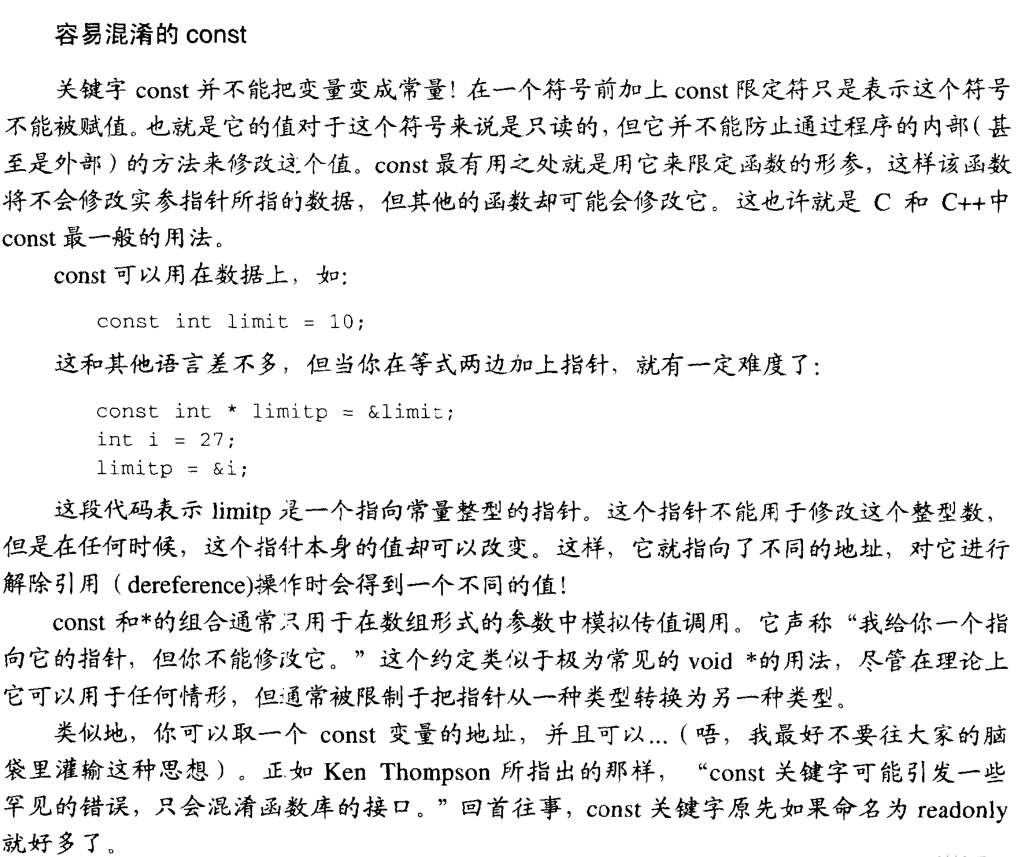 容易混淆的 const
关键字 const 并不能把变量变成常量！在一个符号前加上 const 限定符只是表示这个符号
不能被赋值。也就是它的值对于这个符号来说是只读的，但它并不能防止通过程序的内部（甚
至是外部）的方法来修改这个值。const 最有用之处就是用它来限定函数的形参，这样该函数
将不会修改实参指针所指的数据，但其他的函数却可能会修改它。这也许就是 C 和 C++中
const 最一般的用法。
const 可以用在数据上，如：
const int limit = 10;
这和其他语言差不多，但当你在等式两边加上指针，就有一定难度了：
const int * limitp = &limit;
int i = 27;
limitp = &i;
这段代码表示 limitp 是一个指向常量整型的指针。这个指针不能用于修改这个整型数，
但是在任何时候，这个指针本身的值却可以改变。这样，它就指向了不同的地址，对它进行
解除引用（dereference)操作时会得到一个不同的值！
const 和*的组合通常只用于在数组形式的参数中模拟传值调用。它声称“我给你一个指
向它的指针，但你不能修改它。”这个约定类似于极为常见的 void *的用法，尽管在理论上
它可以用于任何情形，但通常被限制于把指针从一种类型转换为另一种类型。
类似地，你可以取一个 const 变量的地址，并且可以...（唔，我最好不要往大家的脑
袋里灌输这种思想）。正如 Ken Thompson 所指出的那样，“const 关键字可能引发一些
罕见的错误，只会混淆函数库的接口。”回首往事，const 关键字原先如果命名为 readonly
就好多了。